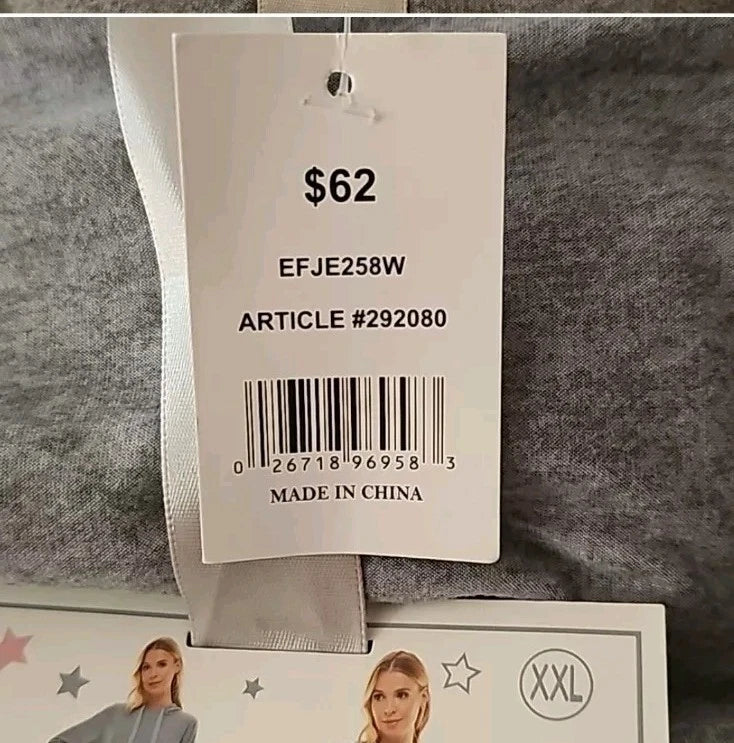 $62
EFJE258W
ARTICLE #292080
0 26718 96958 3
MADE IN CHINA
XXL